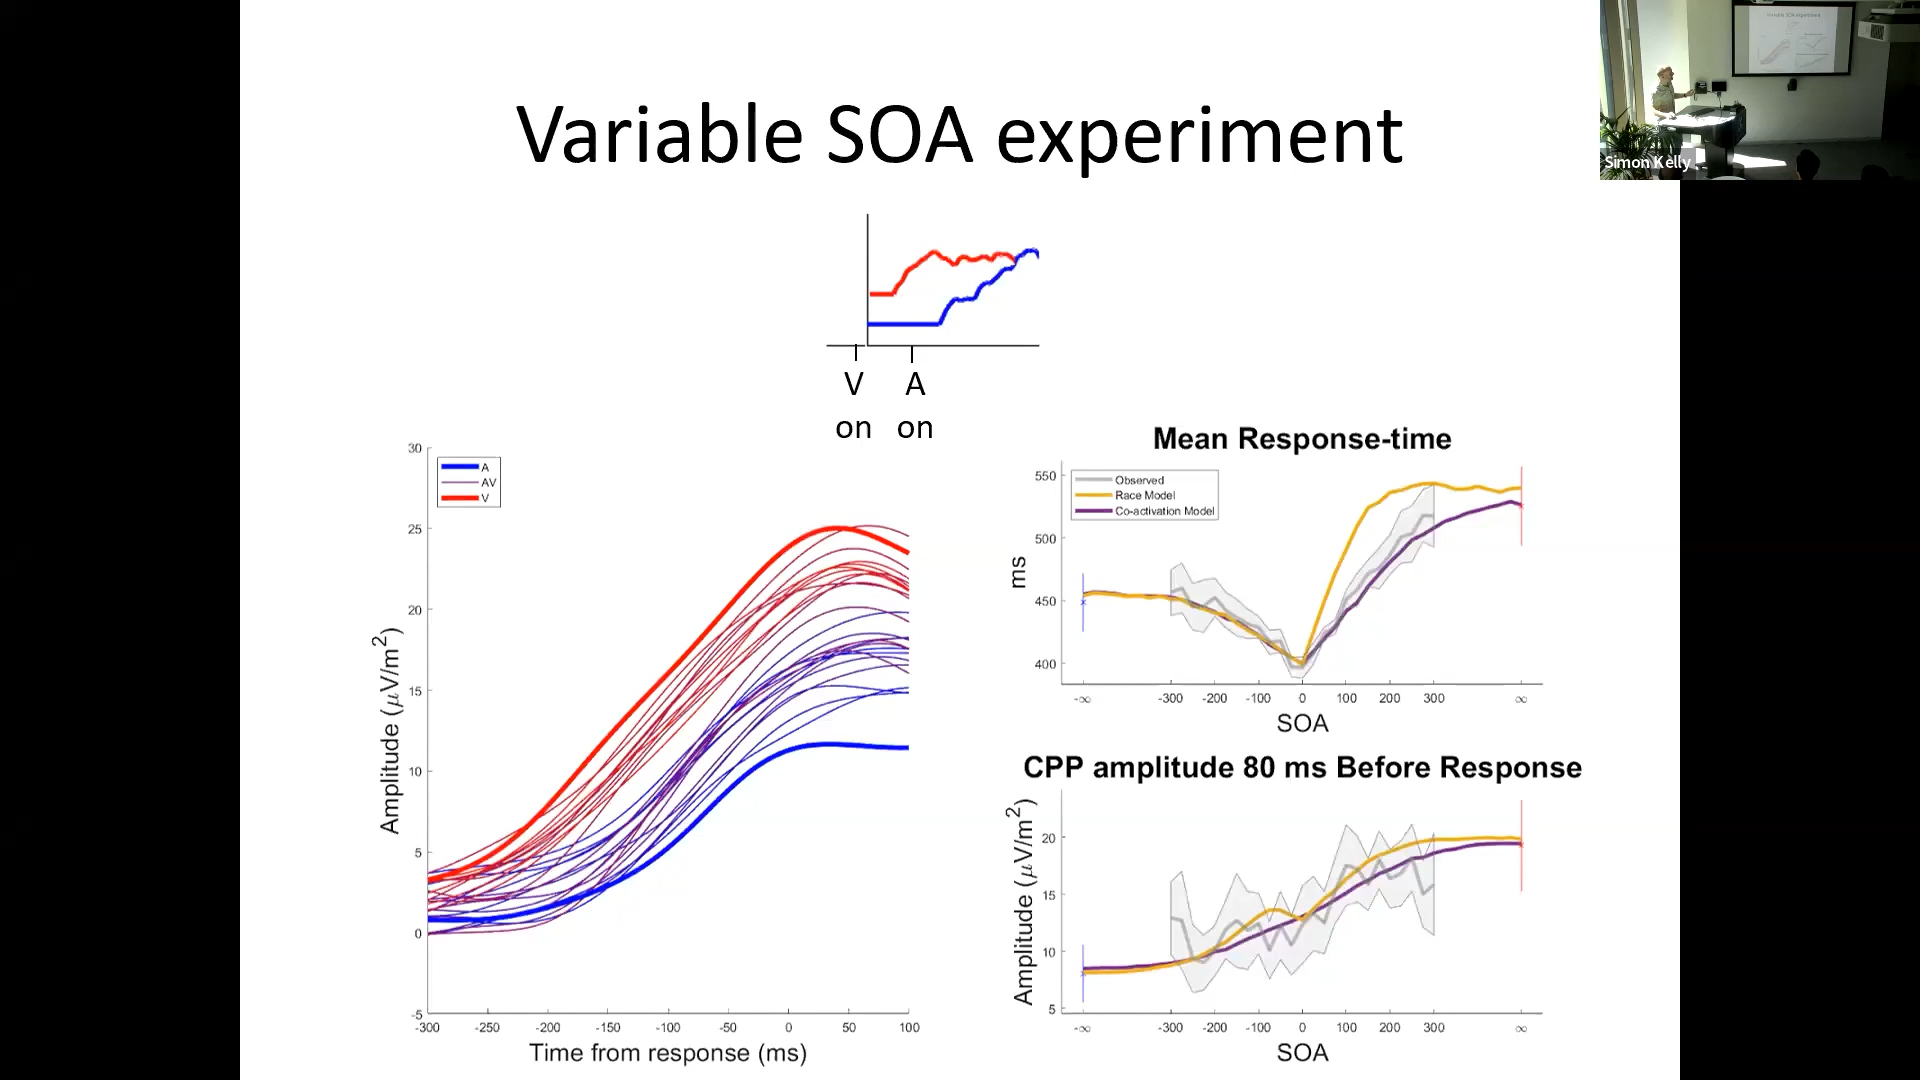 Variable SOA experiment
Simon Kelly
V A
on on
30
25
20
15
10
5
0
-5
A
AV
V
Amplitude (μV/m²)
-300 -250 -200 -150 -100 -50 0 50 100
Time from response (ms)
Mean Response-time
550
500
450
400
ms
Observed
Race Model
Co-activation Model
-∞ -300 -200 -100 0 100 200 300 ∞
SOA
CPP amplitude 80 ms Before Response
20
15
10
5
Amplitude (μV/m²)
-∞ -300 -200 -100 0 100 200 300 ∞
SOA